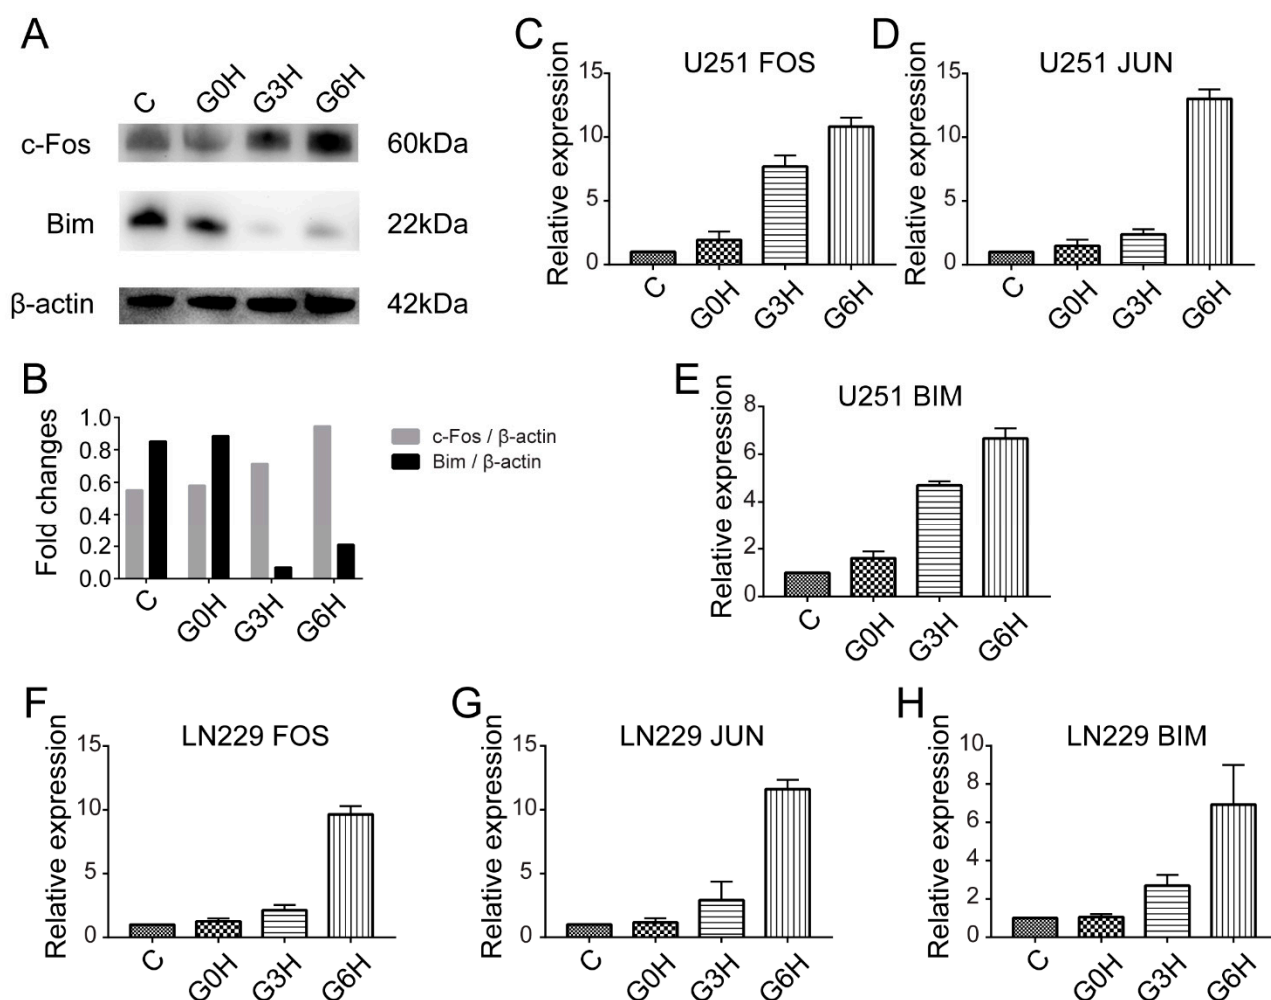 A
C G0H G3H G6H
c-Fos 60kDa
Bim 22kDa
β-actin 42kDa
B
Fold changes
1.0
0.8
0.6
0.4
0.2
0.0
C G0H G3H G6H
c-Fos / β-actin
Bim / β-actin
C
U251 FOS
Relative expression
15
10
5
0
C G0H G3H G6H
D
U251 JUN
Relative expression
15
10
5
0
C G0H G3H G6H
E
U251 BIM
Relative expression
8
6
4
2
0
C G0H G3H G6H
F
LN229 FOS
Relative expression
15
10
5
0
C G0H G3H G6H
G
LN229 JUN
Relative expression
15
10
5
0
C G0H G3H G6H
H
LN229 BIM
Relative expression
10
8
6
4
2
0
C G0H G3H G6H